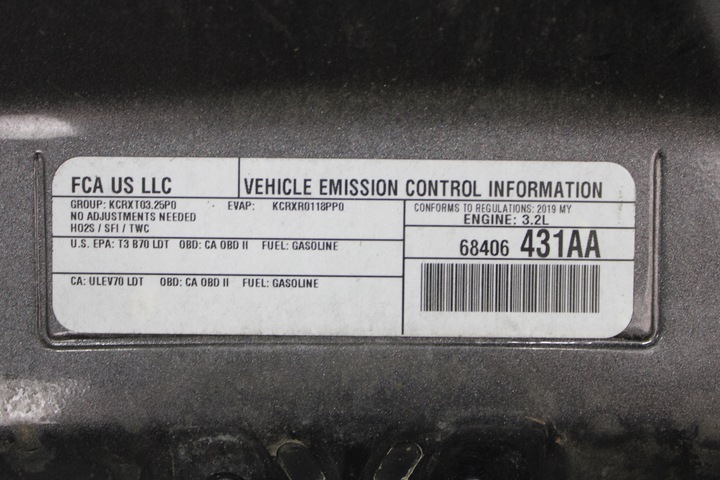 FCA US LLC
VEHICLE EMISSION CONTROL INFORMATION
GROUP: KCRXT03.25P0 EVAP: KCRXR0118PP0
NO ADJUSTMENTS NEEDED
HO2S / SFI / TWC
CONFORMS TO REGULATIONS: 2019 MY
ENGINE: 3.2L
U.S. EPA: T3 B70 LDT OBD: CA OBD II FUEL: GASOLINE
68406 431AA
CA: ULEV70 LDT OBD: CA OBD II FUEL: GASOLINE